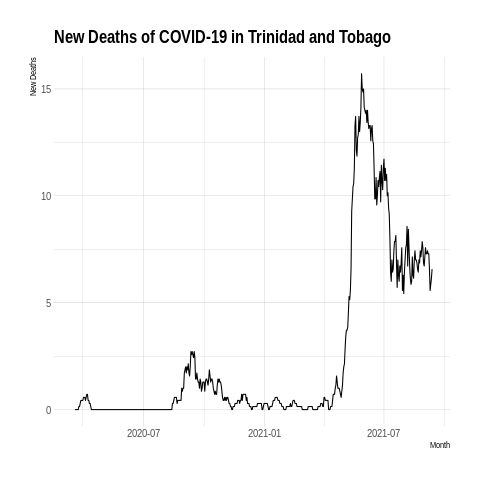 New Deaths of COVID-19 in Trinidad and Tobago
New Deaths
15
10
5
0
2020-07 2021-01 2021-07
Month